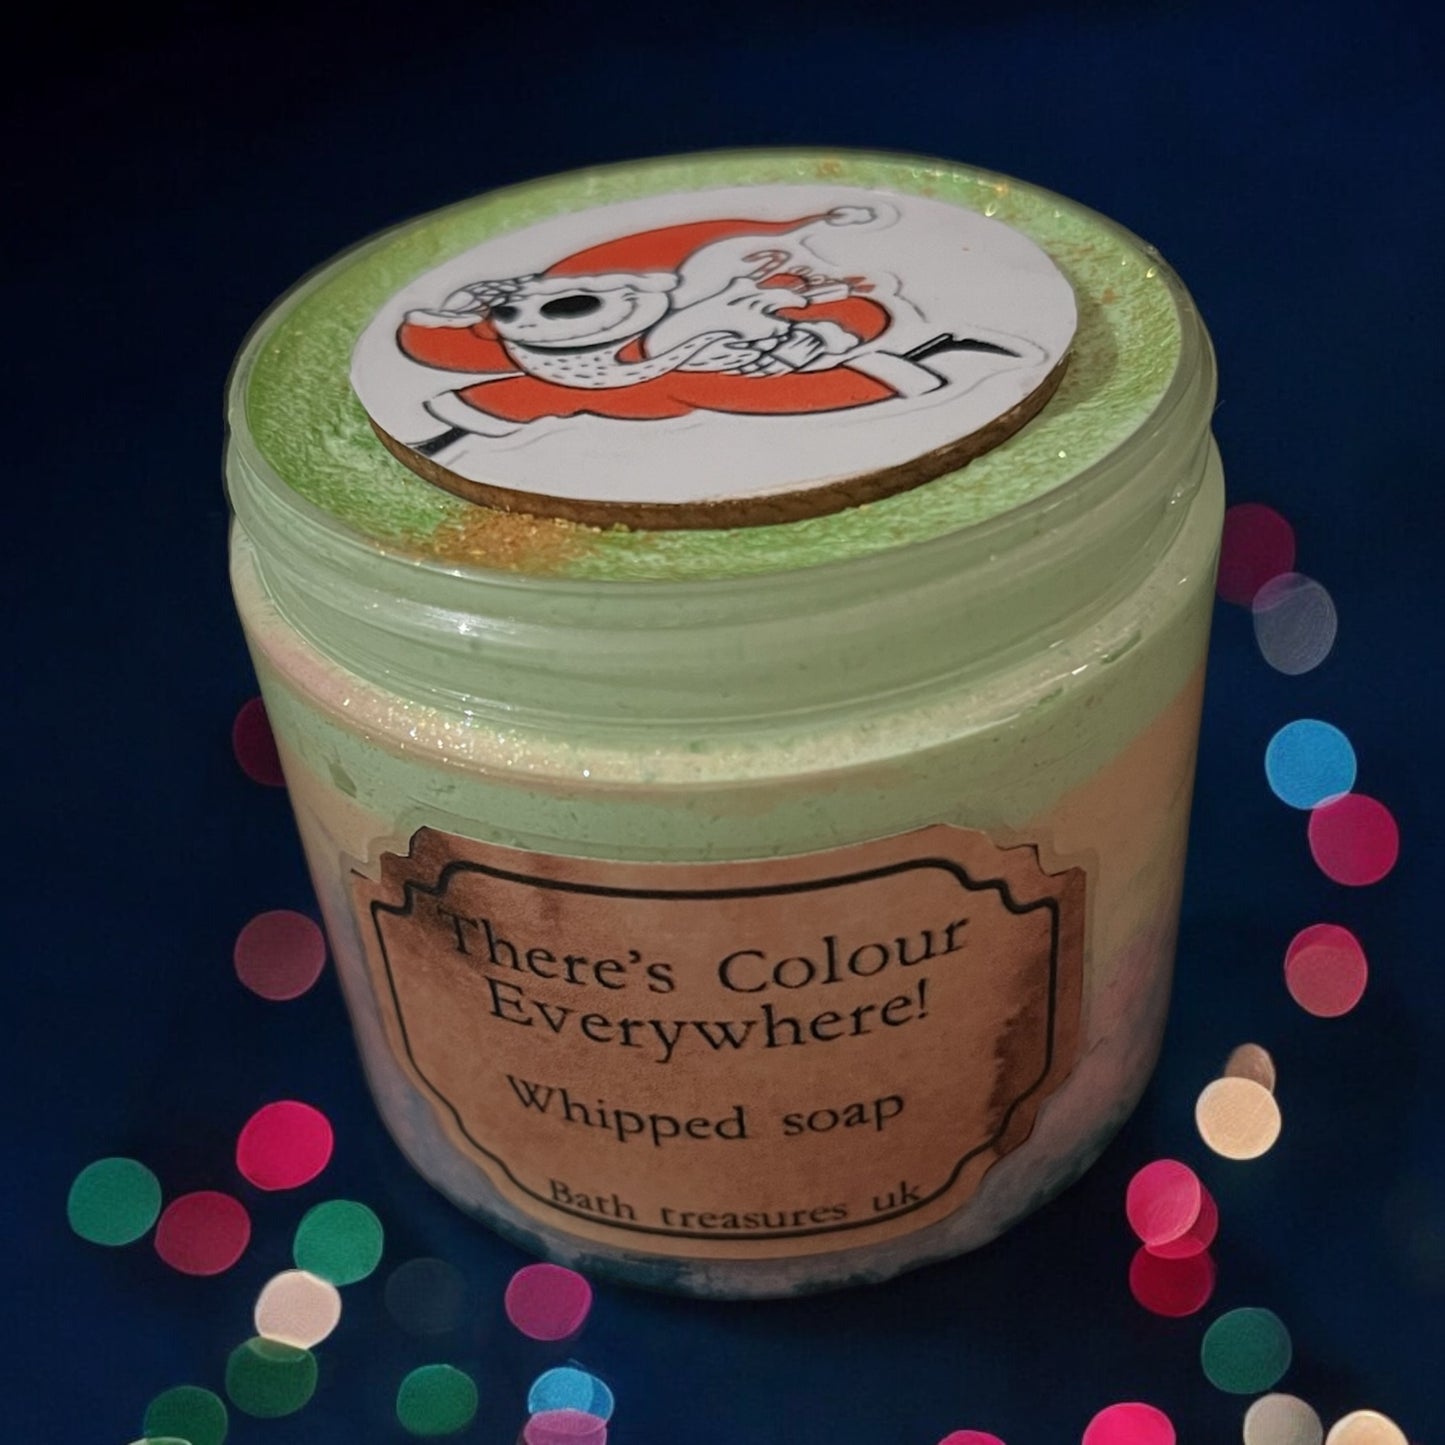 There's Colour
Everywhere!
Whipped soap
Bath treasures uk